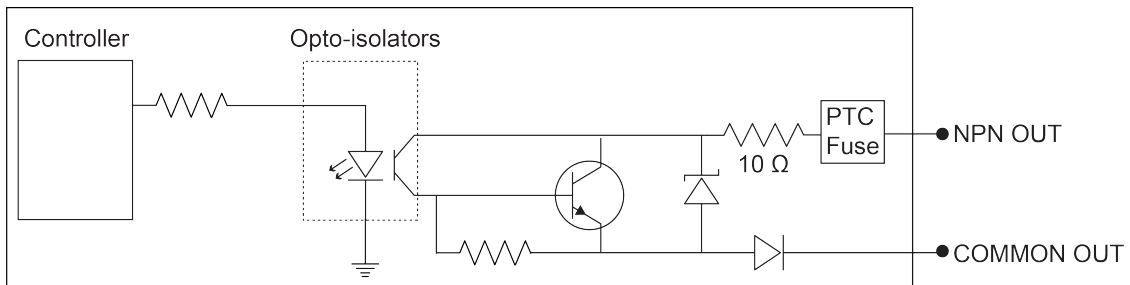 Controller
Opto-isolators
PTC
Fuse
NPN OUT
10 Ω
COMMON OUT